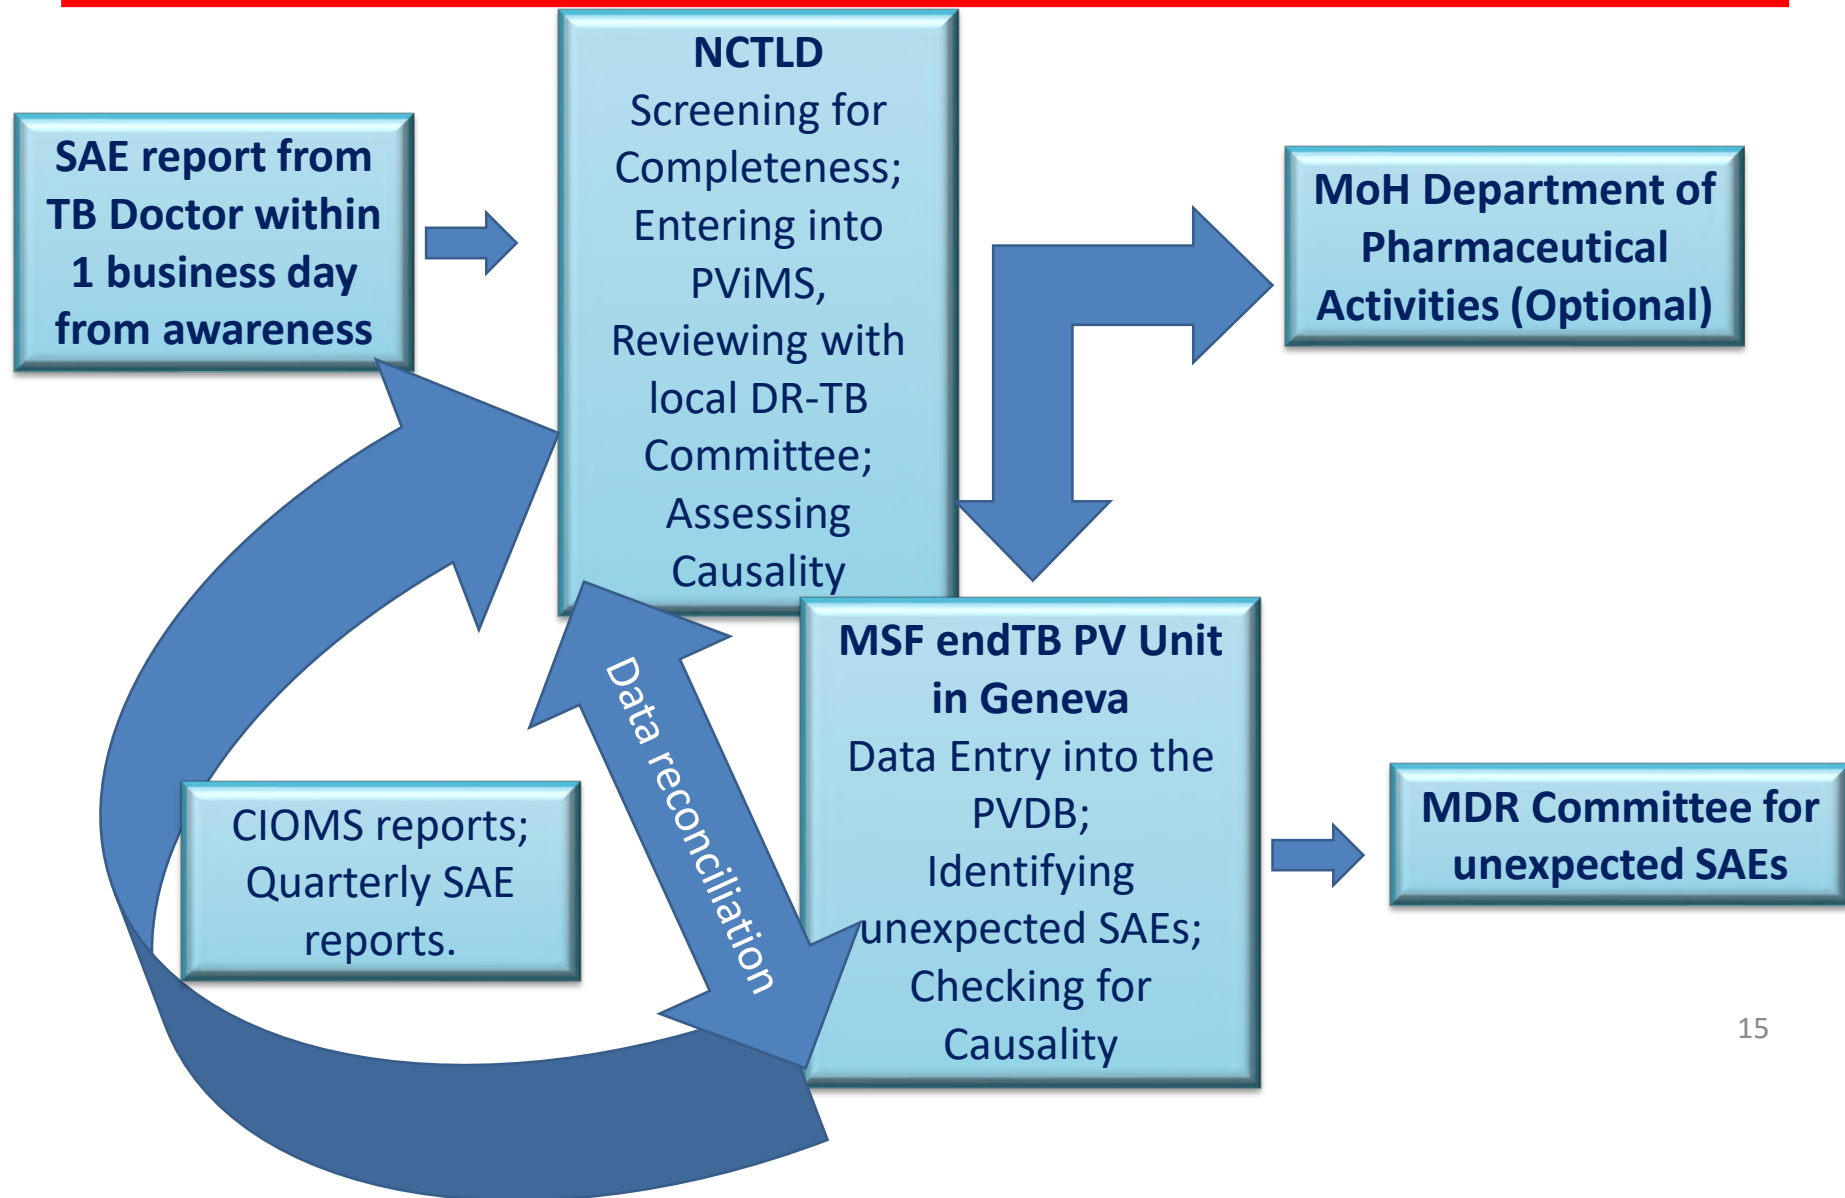 SAE report from
TB Doctor within
1 business day
from awareness
NCTLD
Screening for
Completeness;
Entering into
PViMS,
Reviewing with
local DR-TB
Committee;
Assessing
Causality
MoH Department of
Pharmaceutical
Activities (Optional)
Data reconciliation
CIOMS reports;
Quarterly SAE
reports.
MSF endTB PV Unit
in Geneva
Data Entry into the
PVDB;
Identifying
unexpected SAEs;
Checking for
Causality
MDR Committee for
unexpected SAEs
15